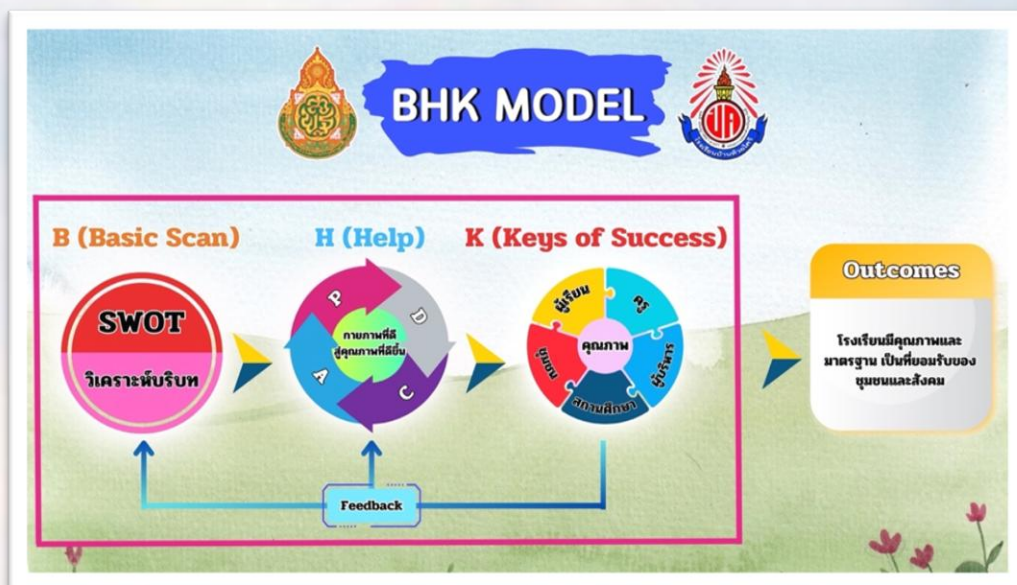 BHK MODEL
B (Basic Scan)
H (Help)
K (Keys of Success)
SWOT
วิเคราะห์บริบท
P
D
C
A
กายภาพที่ดี
สู่คุณภาพที่ดีขึ้น
ผู้เรียน
ครู
ผู้บริหาร
สถานศึกษา
ชุมชน
คุณภาพ
Feedback
Outcomes
โรงเรียนมีคุณภาพและ
มาตรฐาน เป็นที่ยอมรับของ
ชุมชนและสังคม